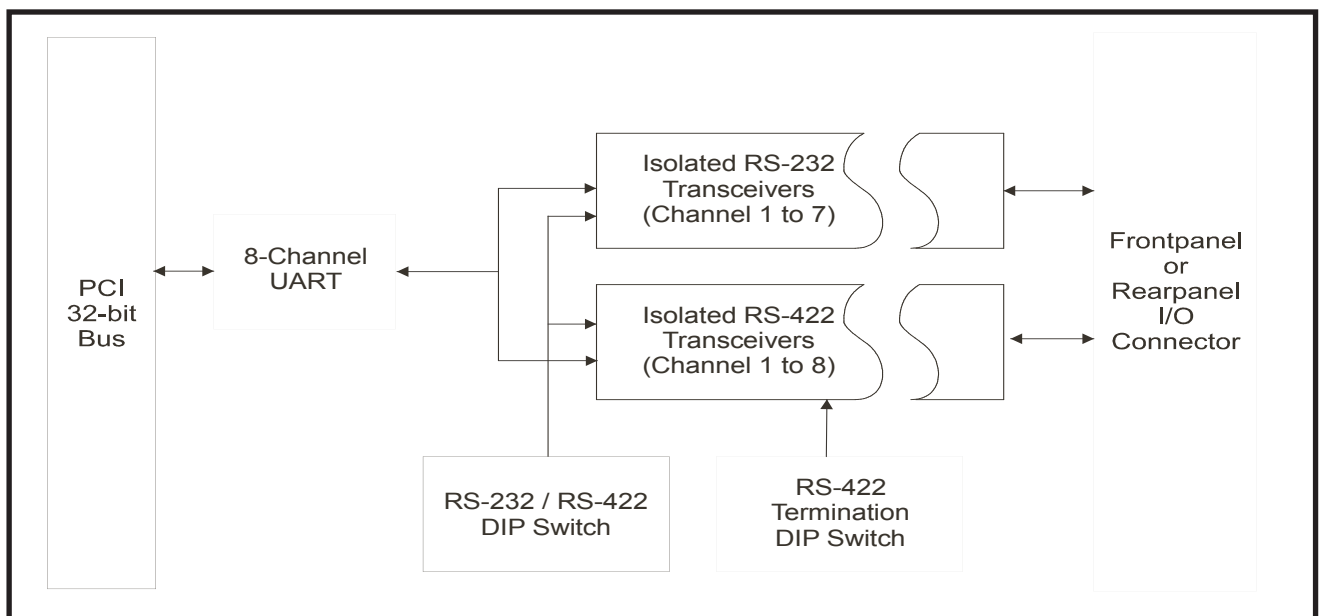 PCI
32-bit
Bus
8-Channel
UART
Isolated RS-232
Transceivers
(Channel 1 to 7)
Isolated RS-422
Transceivers
(Channel 1 to 8)
RS-232 / RS-422
DIP Switch
RS-422
Termination
DIP Switch
Frontpanel
or
Rearpanel
I/O
Connector